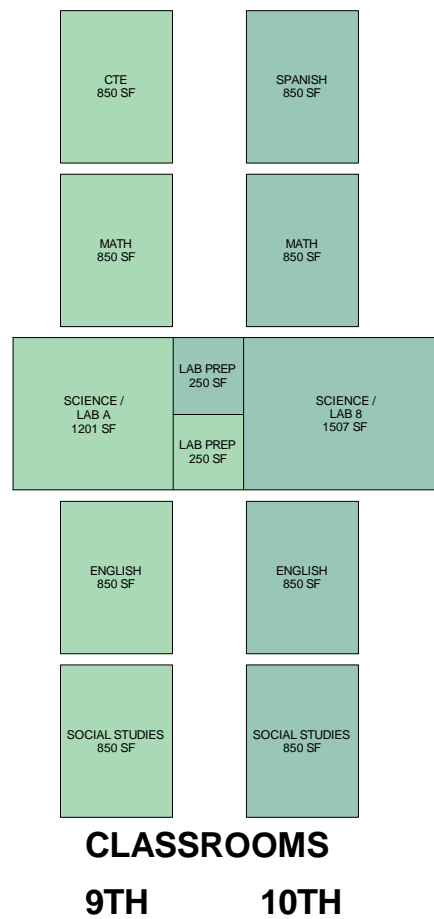 CTE
850 SF
SPANISH
850 SF
MATH
850 SF
MATH
850 SF
SCIENCE /
LAB A
1201 SF
LAB PREP
250 SF
LAB PREP
250 SF
SCIENCE /
LAB 8
1507 SF
ENGLISH
850 SF
ENGLISH
850 SF
SOCIAL STUDIES
850 SF
SOCIAL STUDIES
850 SF
CLASSROOMS
9TH 10TH